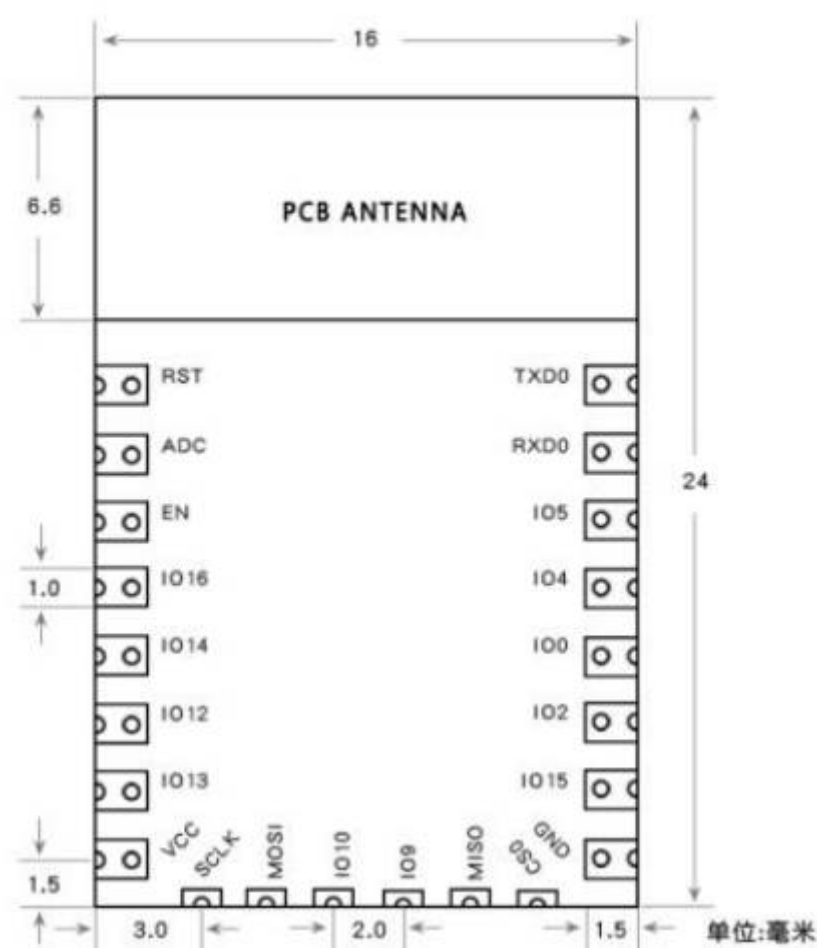 16
6.6
PCB ANTENNA
RST TXD0
ADC RXD0
24
EN IO5
1.0 IO16 IO4
IO14 IO0
IO12 IO2
IO13 IO15
VCC SCLK MOSI IO10 IO9 MISO CS0 GND
1.5
3.0 2.0 1.5 单位:毫米